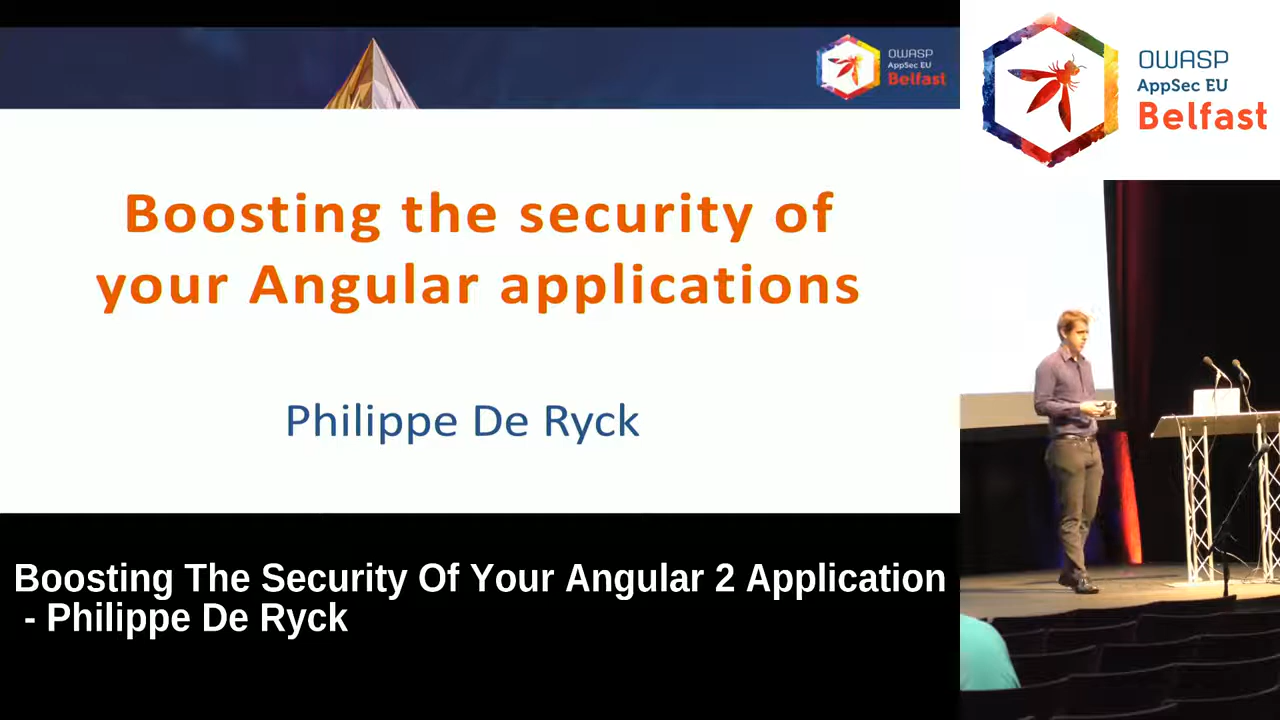 OWASP
AppSec EU
Belfast
Boosting the security of
your Angular applications
Philippe De Ryck
Boosting The Security Of Your Angular 2 Application
- Philippe De Ryck
OWASP
AppSec EU
Belfast